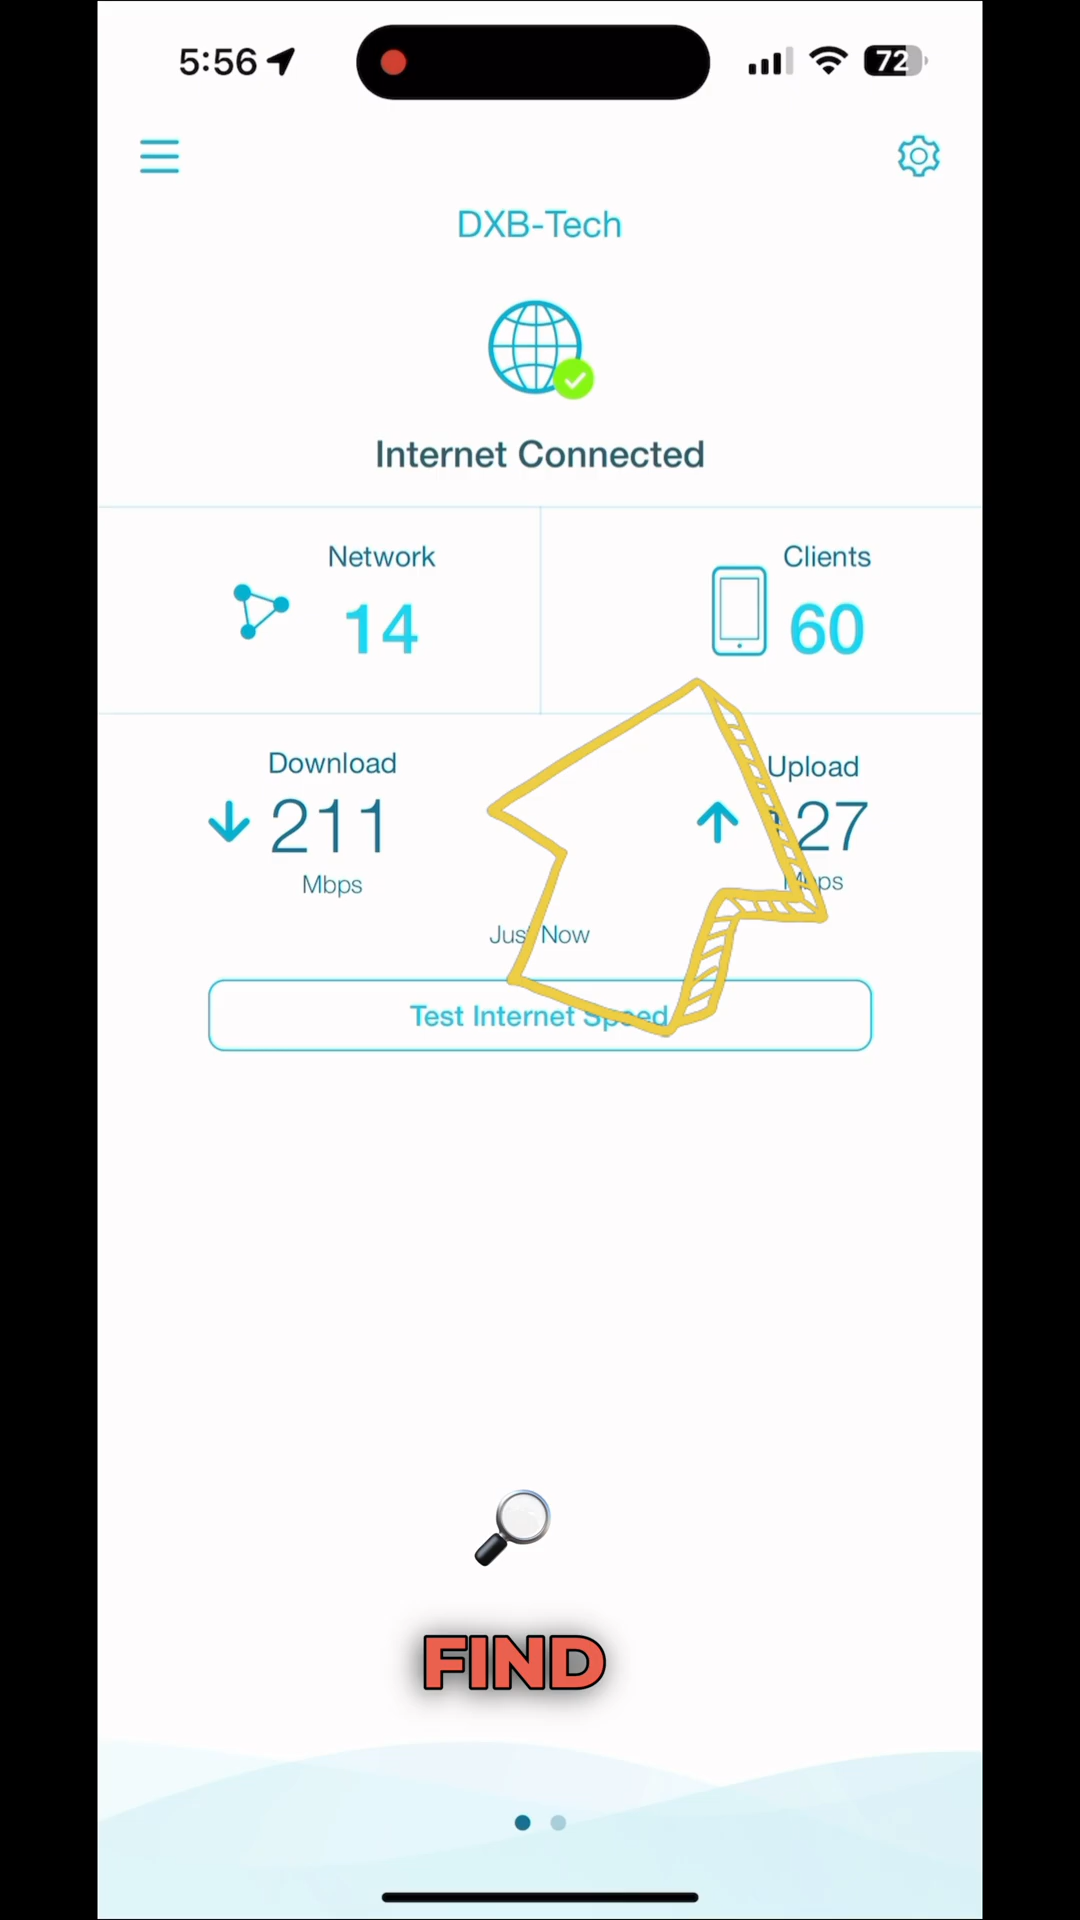 5:56
72
DXB-Tech
Internet Connected
Network
14
Clients
60
Download
211
Mbps
Upload
27
Mbps
Just Now
Test Internet Speed
FIND